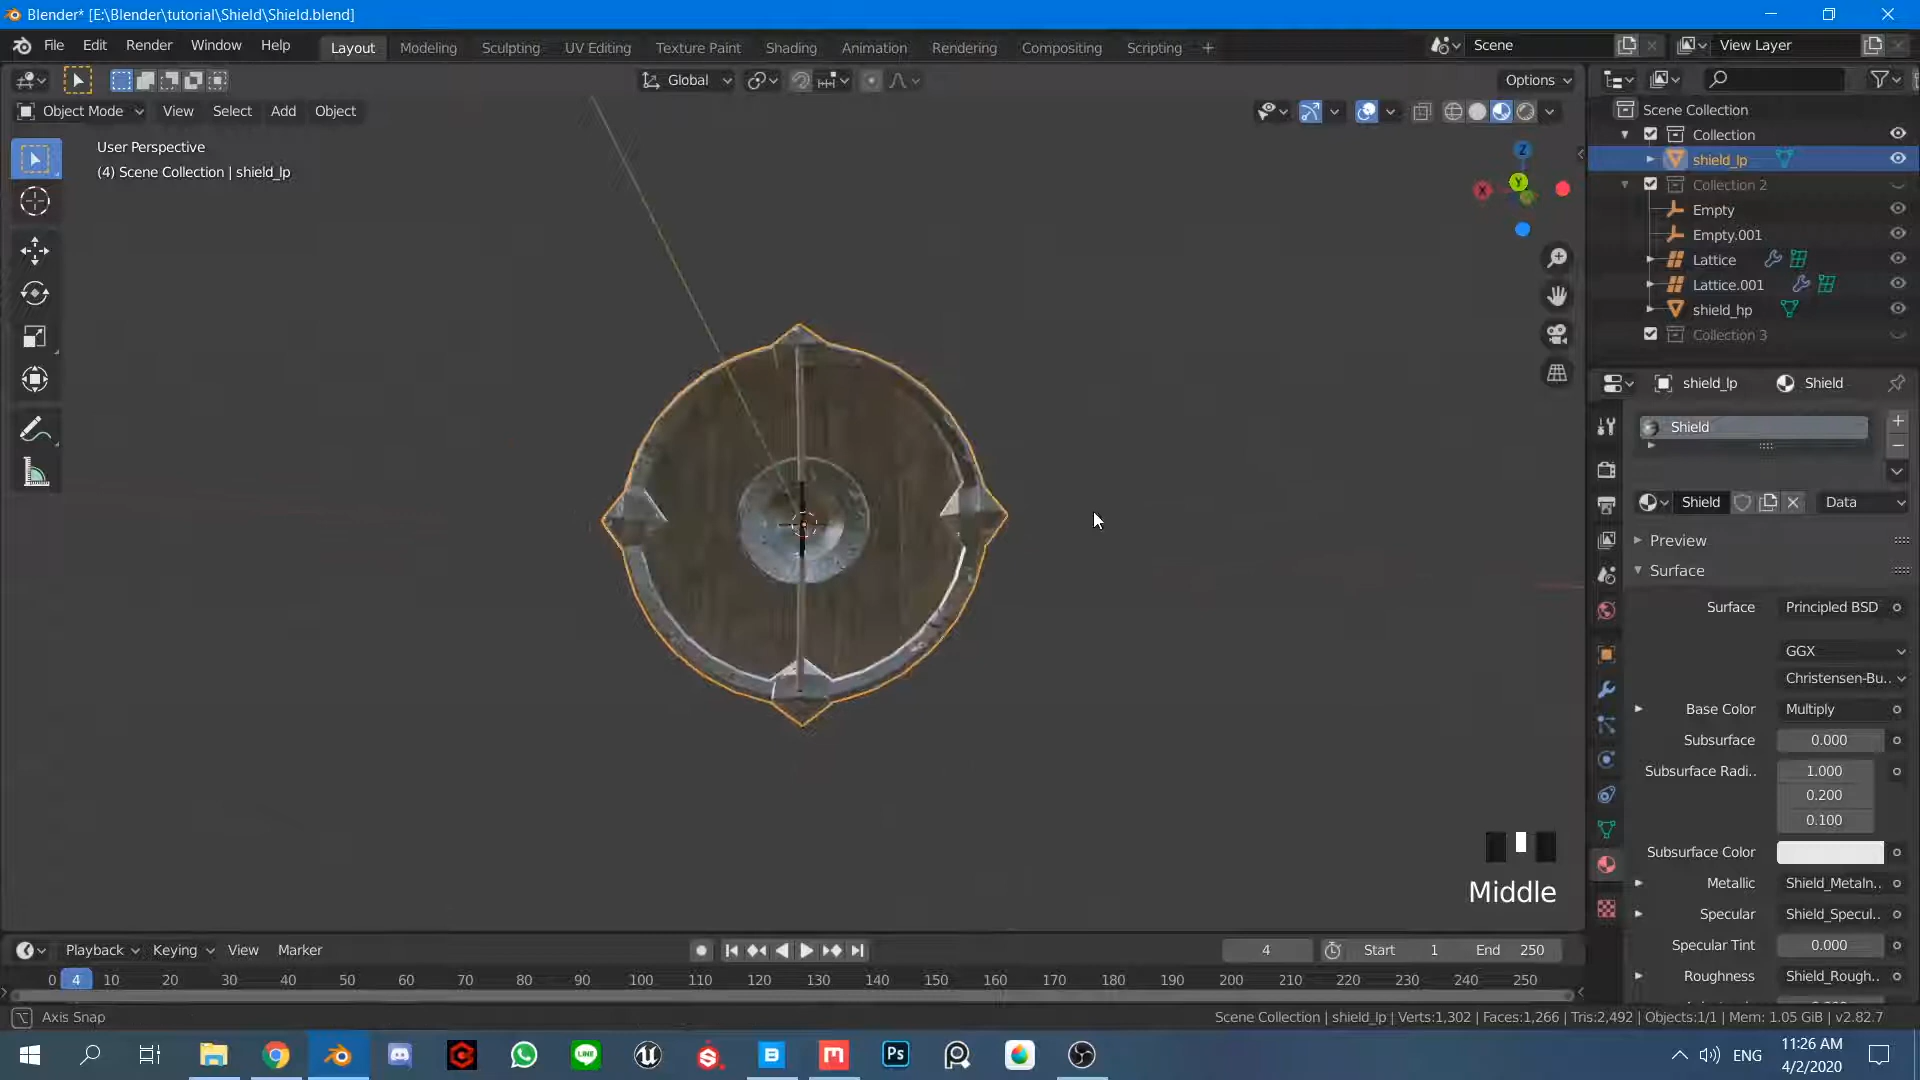 Blender* [E:\Blender\tutorial\Shield\Shield.blend]
File Edit Render Window Help Layout Modeling Sculpting UV Editing Texture Paint Shading Animation Rendering Compositing Scripting Scene View Layer
Global Options
Object Mode View Select Add Object
User Perspective
(4) Scene Collection | shield_lp
Z
Y
X
Scene Collection
Collection
shield_lp
Collection 2
Empty
Empty.001
Lattice
Lattice.001
shield_hp
Collection 3
shield_lp Shield
Shield
Shield Data
Preview
Surface
Surface Principled BSD
GGX
Christensen-Bu..
Base Color Multiply
Subsurface 0.000
Subsurface Radi.. 1.000
0.200
0.100
Subsurface Color
Metallic Shield_Metaln..
Specular Shield_Specul..
Specular Tint 0.000
Roughness Shield_Rough..
Middle
Playback Keying View Marker 4 Start 1 End 250
0 4 10 20 30 40 50 60 70 80 90 100 110 120 130 140 150 160 170 180 190 200 210 220 230 240 250
Axis Snap Scene Collection | shield_lp | Verts:1,302 | Faces:1,266 | Tris:2,492 | Objects:1/1 | Mem: 1.05 GiB | v2.82.7
ENG
11:26 AM
4/2/2020